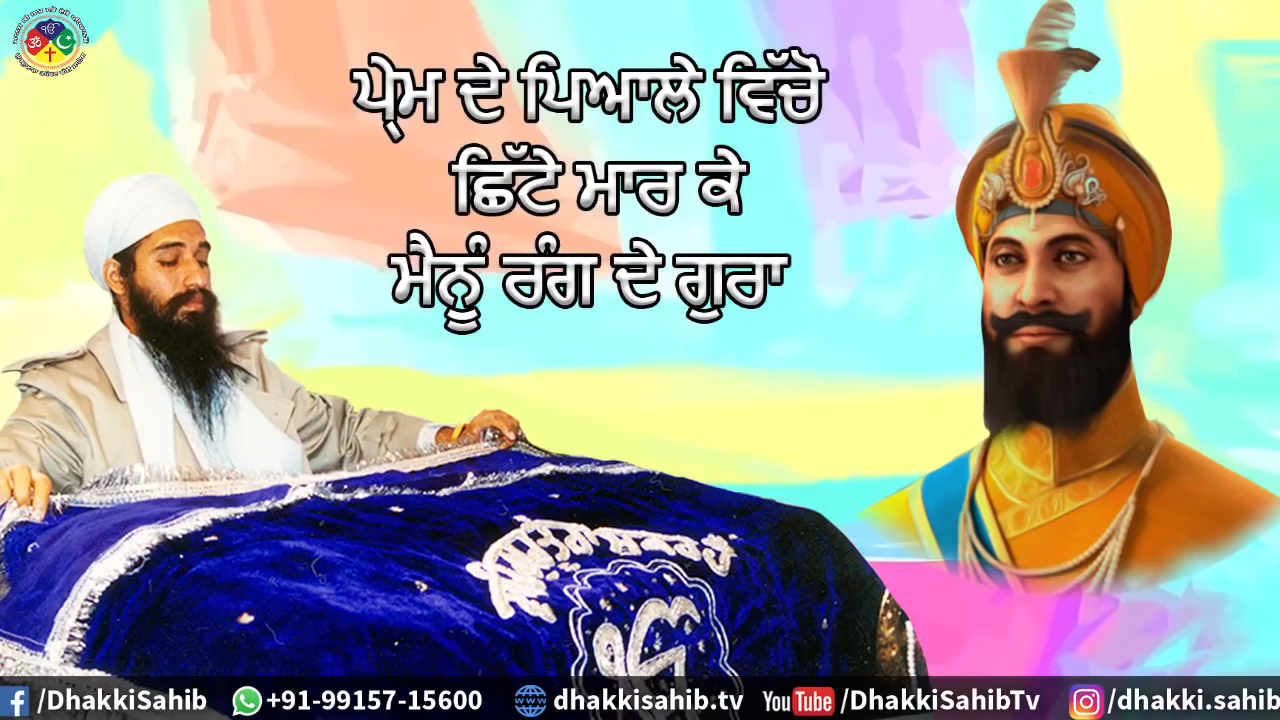 ਪ੍ਰੇਮ ਦੇ ਪਿਆਲੇ ਵਿੱਚੋ
ਛਿੱਟੇ ਮਾਰ ਕੇ
ਮੈਨੂੰ ਰੰਗ ਦੇ ਗੁਰਾ
ੴ
/DhakkiSahib +91-99157-15600 dhakkisahib.tv YouTube /DhakkiSahibTv /dhakki.sahib